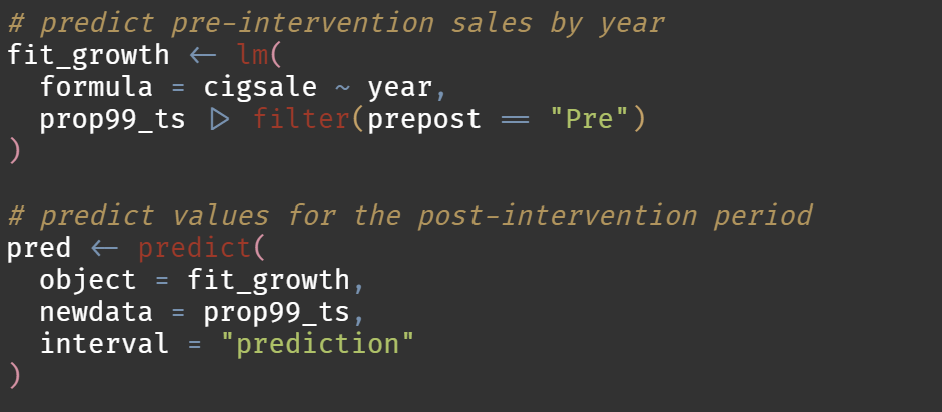 # predict pre-intervention sales by year
fit_growth <- lm(
  formula = cigsale ~ year,
  prop99_ts |> filter(prepost == "Pre")
)

# predict values for the post-intervention period
pred <- predict(
  object = fit_growth,
  newdata = prop99_ts,
  interval = "prediction"
)